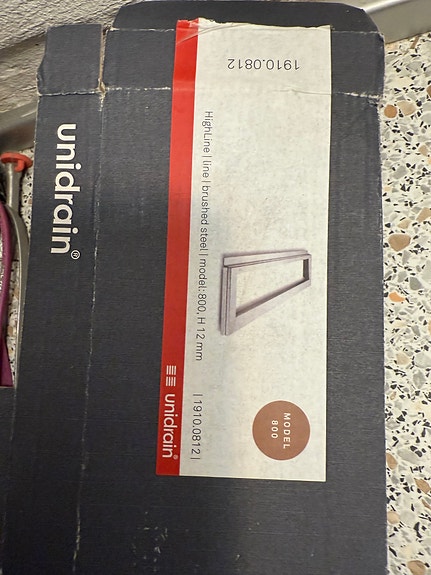 unidrain®
1910.0812
HighLine | line | brushed steel | model: 800, H 12 mm | 1910.0812 |
unidrain®
MODEL
800